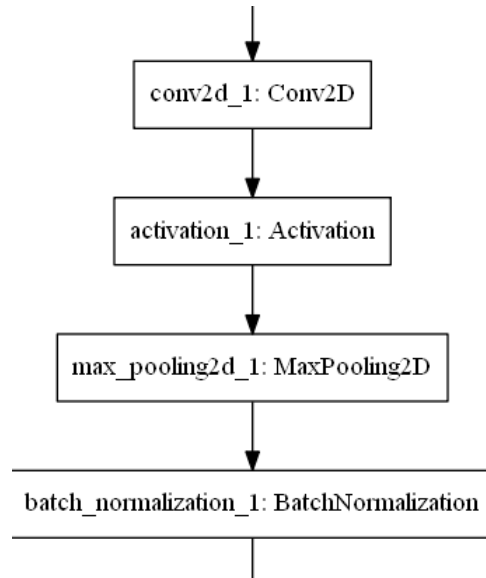 conv2d_1: Conv2D
activation_1: Activation
max_pooling2d_1: MaxPooling2D
batch_normalization_1: BatchNormalization